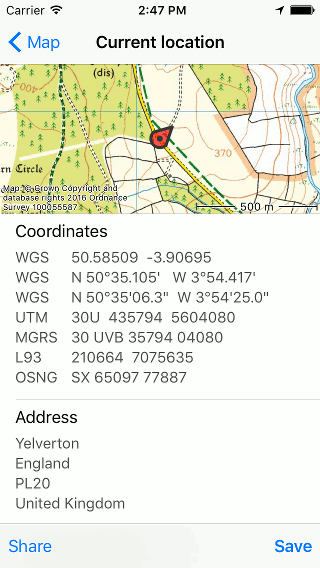 Carrier 2:47 PM
Map Current location
(dis)
370
rn Circle
Map: © Crown Copyright and
database rights 2016 Ordnance
Survey 100055587
500 m
Coordinates
WGS 50.58509 -3.90695
WGS N 50°35.105' W 3°54.417'
WGS N 50°35'06.3" W 3°54'25.0"
UTM 30U 435794 5604080
MGRS 30 UVB 35794 04080
L93 210664 7075635
OSNG SX 65097 77887
Address
Yelverton
England
PL20
United Kingdom
Share Save